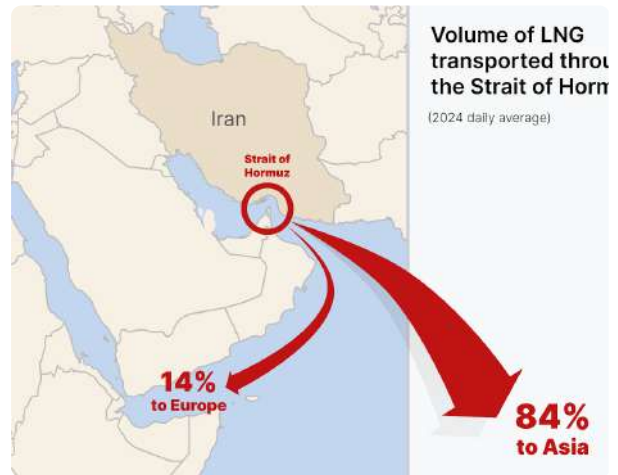 Volume of LNG
transported throu
the Strait of Horm
(2024 daily average)
Iran
Strait of
Hormuz
14%
to Europe
84%
to Asia